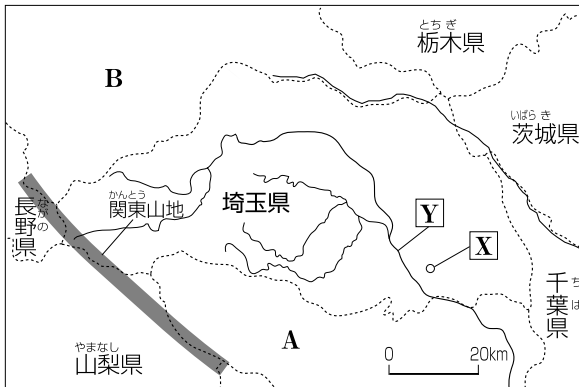 とちぎ
栃木県
B
いばらき
茨城県
かんとう
関東山地
埼玉県
ながの
長野県
Y
X
ちば
千葉県
やまなし
山梨県
A
0 20km